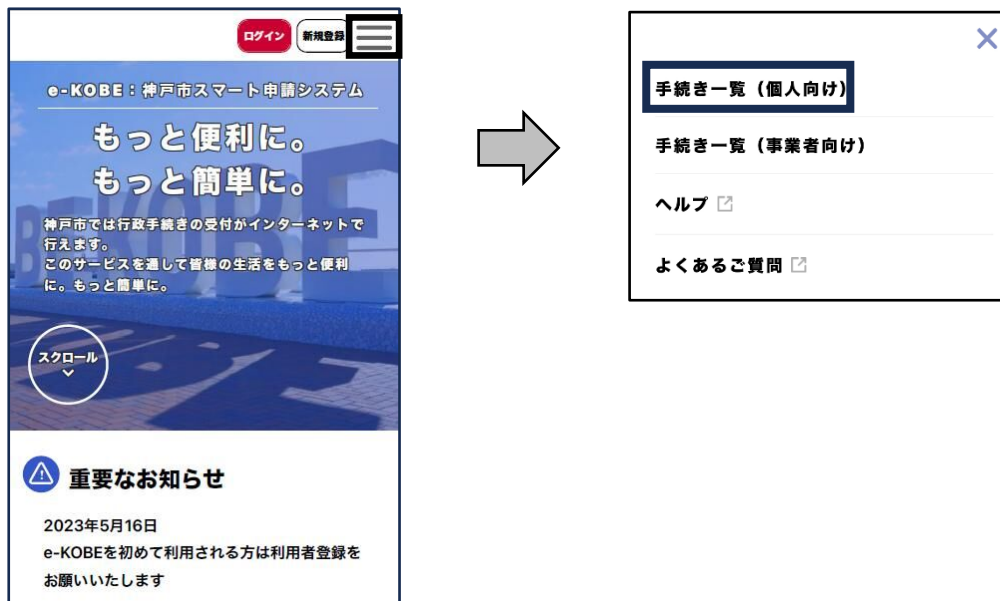 ログイン
新規登録
e-KOBE：神戸市スマート申請システム
もっと便利に。
もっと簡単に。
神戸市では行政手続きの受付がインターネットで
行えます。
このサービスを通して皆様の生活をもっと便利
に。もっと簡単に。
スクロール
重要なお知らせ
2023年5月16日
e-KOBEを初めて利用される方は利用者登録を
お願いいたします
手続き一覧（個人向け）
手続き一覧（事業者向け）
ヘルプ
よくあるご質問